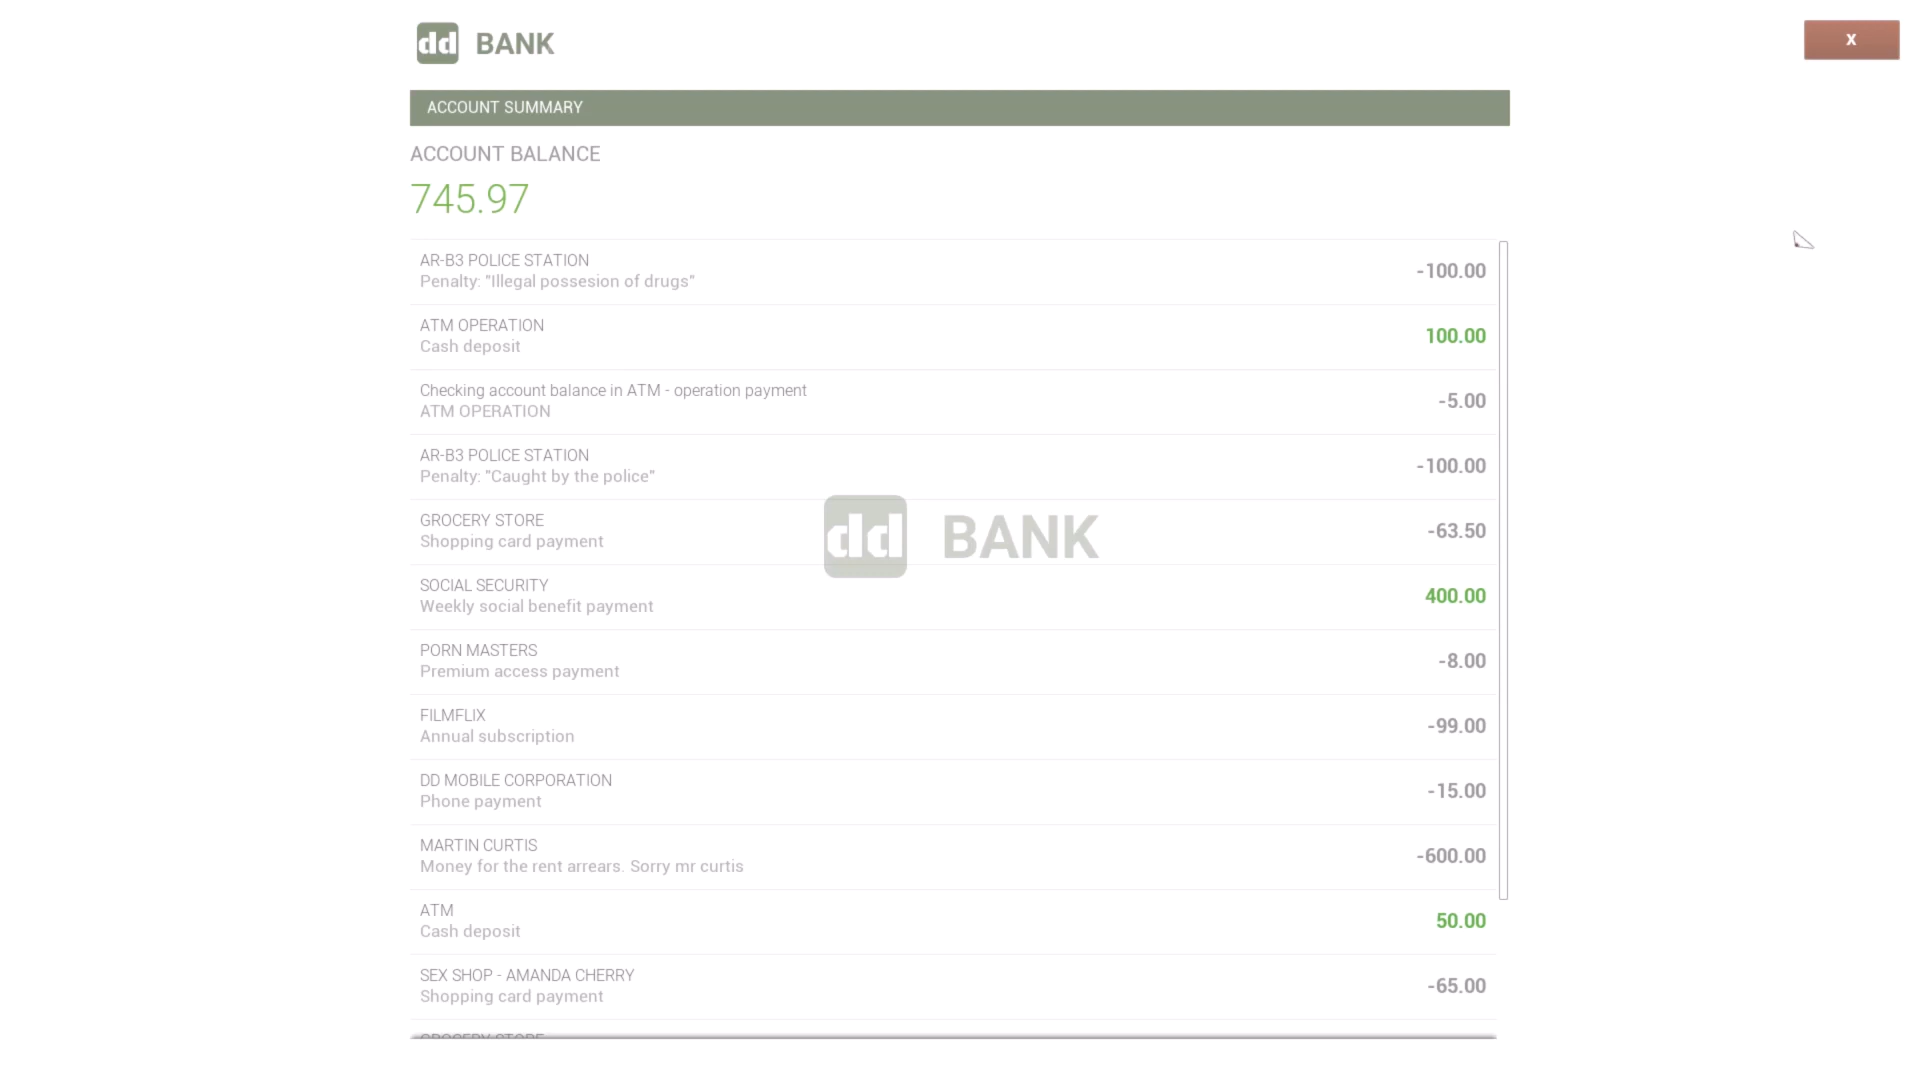 dd BANK
X
ACCOUNT SUMMARY
ACCOUNT BALANCE
745.97
AR-B3 POLICE STATION
Penalty: "Illegal possesion of drugs"
-100.00
ATM OPERATION
Cash deposit
100.00
Checking account balance in ATM - operation payment
ATM OPERATION
-5.00
AR-B3 POLICE STATION
Penalty: "Caught by the police"
-100.00
GROCERY STORE
Shopping card payment
-63.50
dd BANK
SOCIAL SECURITY
Weekly social benefit payment
400.00
PORN MASTERS
Premium access payment
-8.00
FILMFLIX
Annual subscription
-99.00
DD MOBILE CORPORATION
Phone payment
-15.00
MARTIN CURTIS
Money for the rent arrears. Sorry mr curtis
-600.00
ATM
Cash deposit
50.00
SEX SHOP - AMANDA CHERRY
Shopping card payment
-65.00
GROCERY STORE